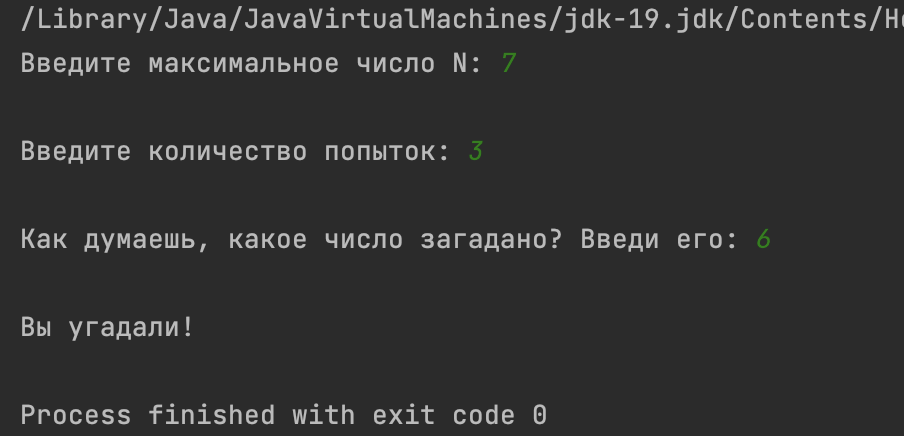 /Library/Java/JavaVirtualMachines/jdk-19.jdk/Contents/Ho
Введите максимальное число N: 7
Введите количество попыток: 3
Как думаешь, какое число загадано? Введи его: 6
Вы угадали!
Process finished with exit code 0